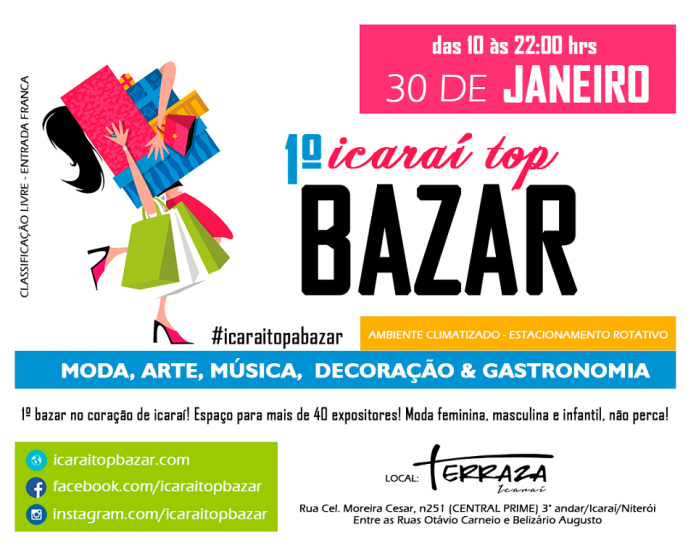 das 10 às 22:00 hrs
30 DE JANEIRO
CLASSIFICAÇÃO LIVRE - ENTRADA FRANCA
1º icaraí top
BAZAR
#icaraitopabazar
AMBIENTE CLIMATIZADO - ESTACIONAMENTO ROTATIVO
MODA, ARTE, MÚSICA, DECORAÇÃO & GASTRONOMIA
1º bazar no coração de icaraí! Espaço para mais de 40 expositores! Moda feminina, masculina e infantil, não perca!
icaraitopbazar.com
facebook.com/icaraitopbazar
instagram.com/icaraitopbazar
LOCAL: TERRAZA
Icaraí
Rua Cel. Moreira Cesar, n251 (CENTRAL PRIME) 3° andar/Icaraí/Niterói
Entre as Ruas Otávio Carneio e Belizário Augusto